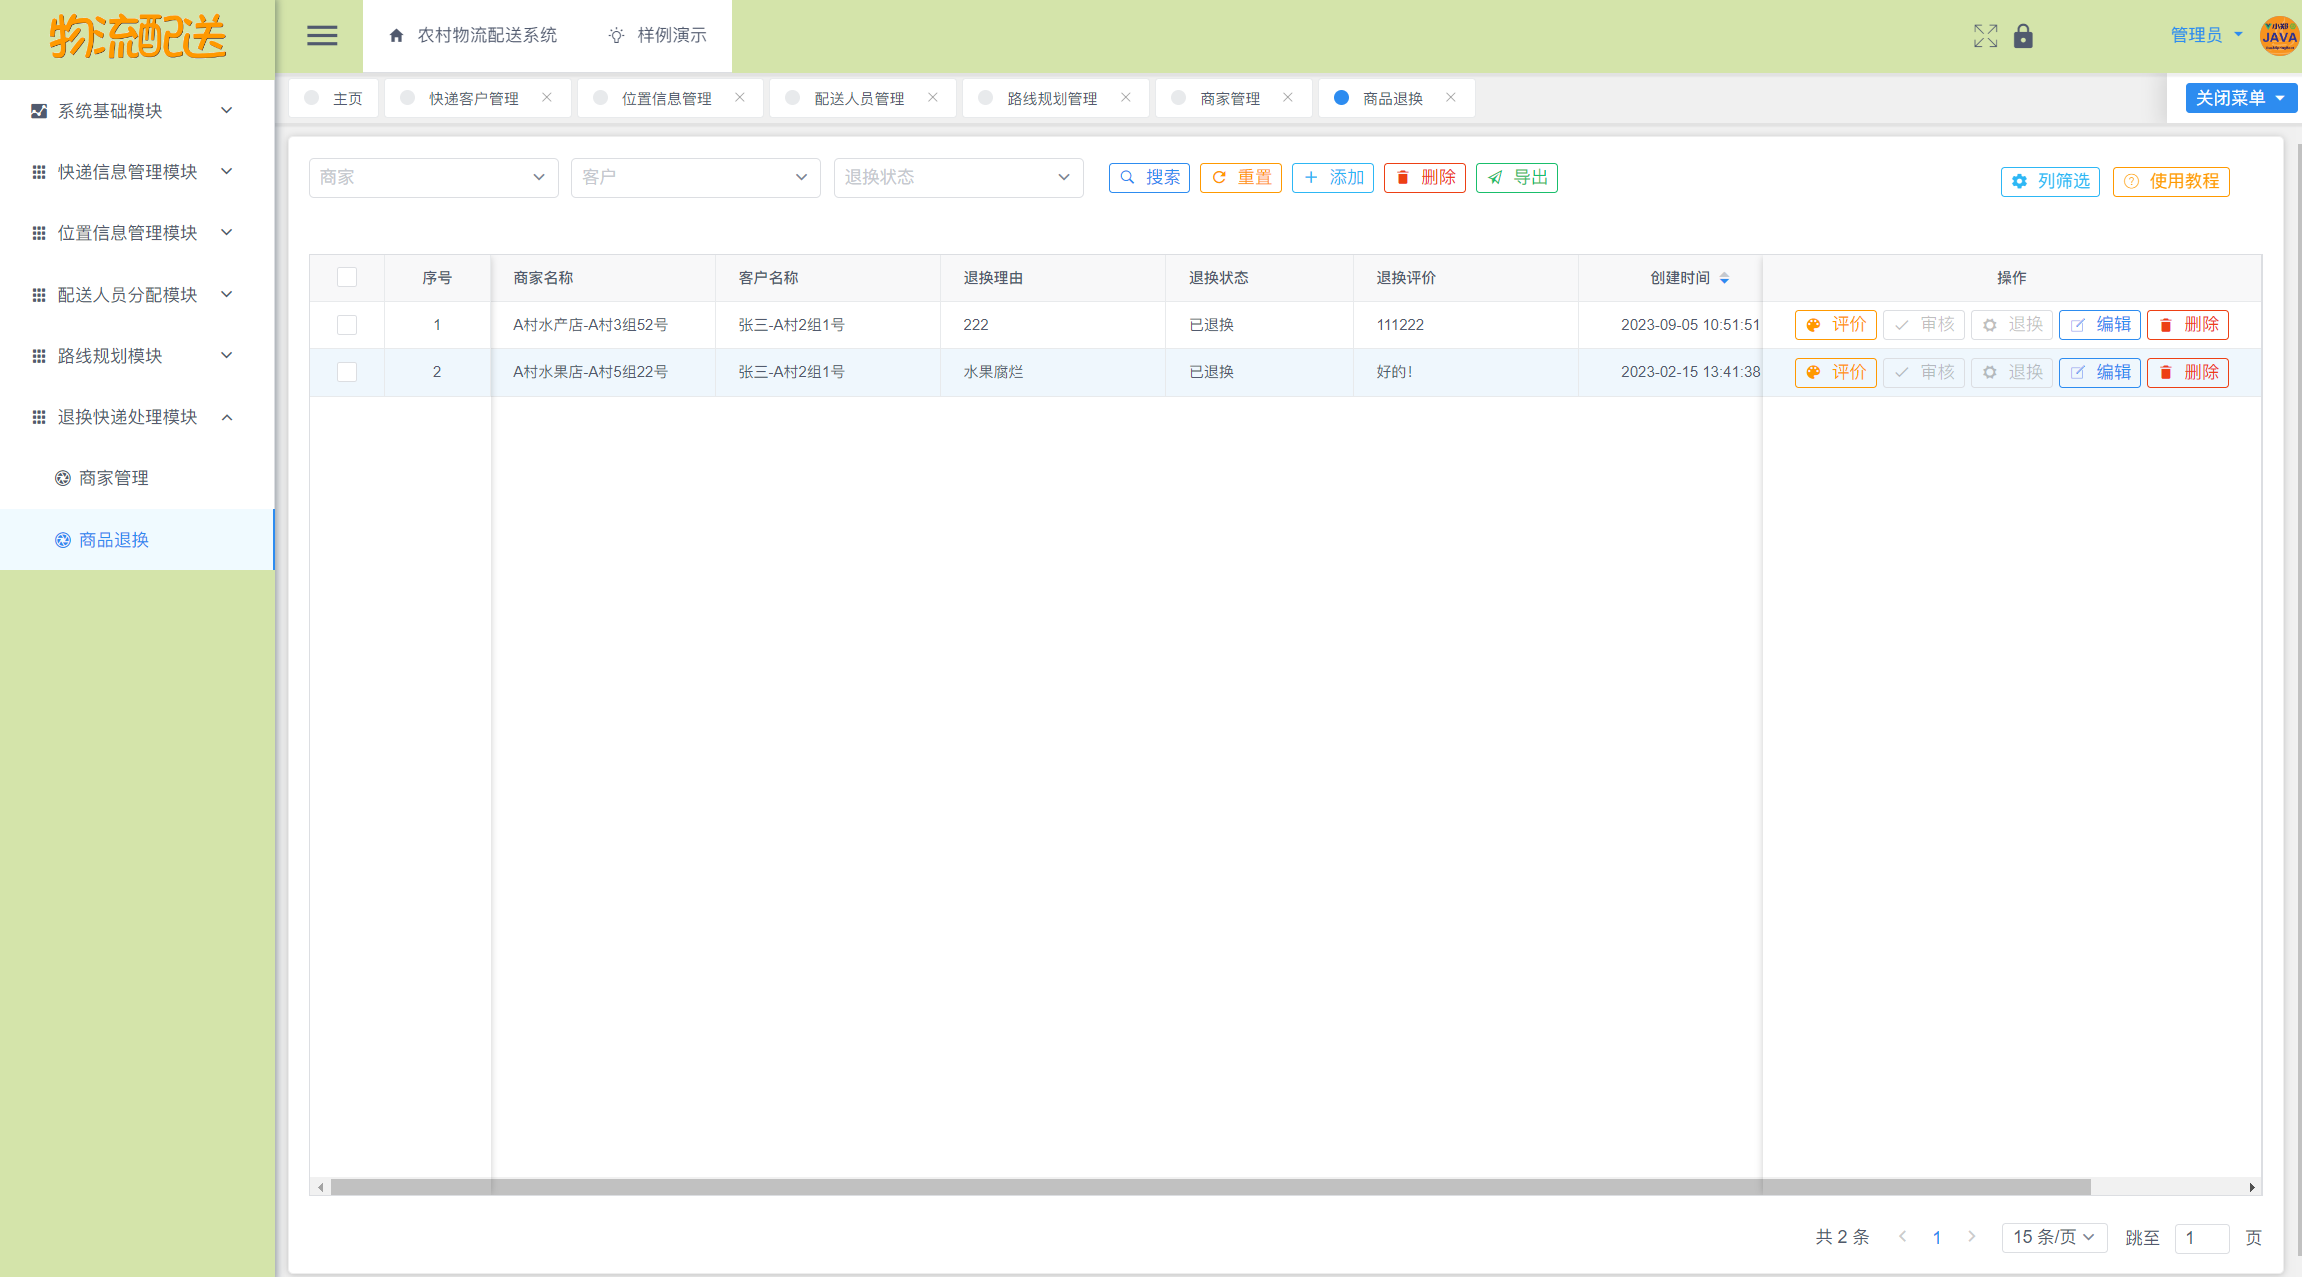 物流配送
农村物流配送系统 样例演示 管理员 小郑 JAVA
主页 快递客户管理 位置信息管理 配送人员管理 路线规划管理 商家管理 商品退换 关闭菜单
系统基础模块
快递信息管理模块
位置信息管理模块
配送人员分配模块
路线规划模块
退换快递处理模块
商家管理
商品退换
商家 客户 退换状态 搜索 重置 添加 删除 导出 列筛选 使用教程
序号 商家名称 客户名称 退换理由 退换状态 退换评价 创建时间 操作
1 A村水产店-A村3组52号 张三-A村2组1号 222 已退换 111222 2023-09-05 10:51:51 评价 审核 退换 编辑 删除
2 A村水果店-A村5组22号 张三-A村2组1号 水果腐烂 已退换 好的！ 2023-02-15 13:41:38 评价 审核 退换 编辑 删除
共 2 条 1 15 条/页 跳至 1 页